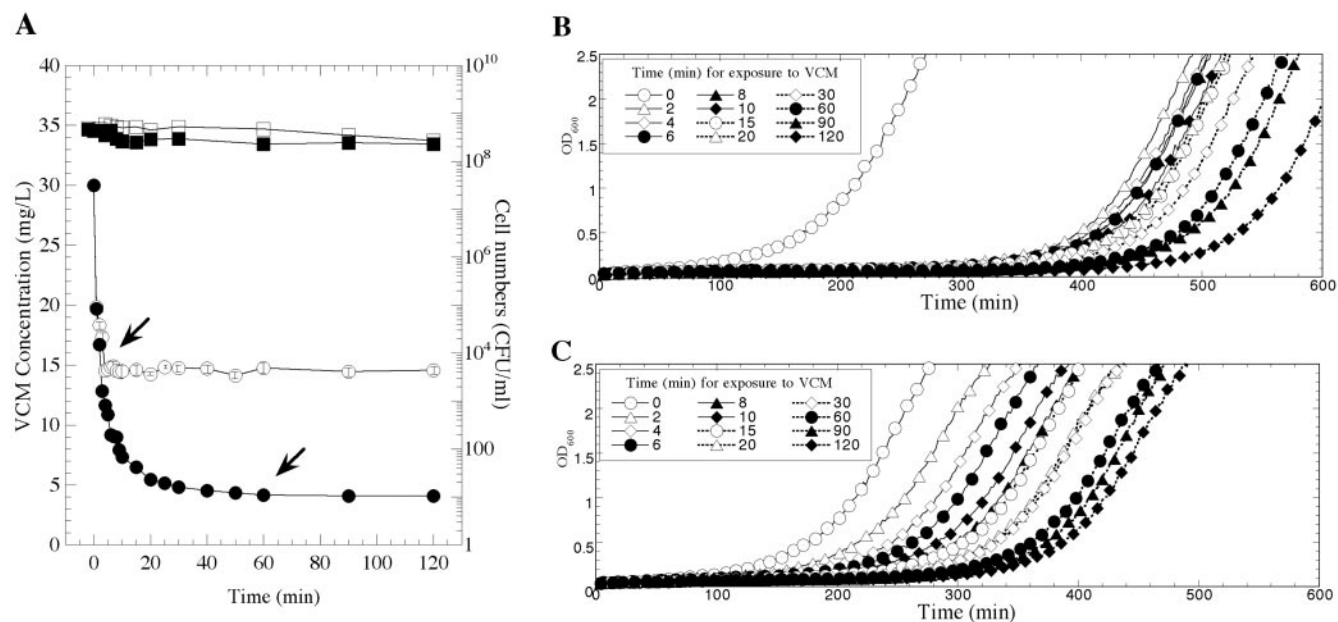 A
VCM Concentration (mg/L)
40
35
30
25
20
15
10
5
0
10^10
10^8
10^6
10^4
100
1
Cell numbers (CFU/ml)
0 20 40 60 80 100 120
Time (min)
B
OD600
2.5
2
1.5
1
0.5
0
Time (min) for exposure to VCM
0 8 30
2 10 60
4 15 90
6 20 120
0 100 200 300 400 500 600
Time (min)
C
OD600
2.5
2
1.5
1
0.5
0
Time (min) for exposure to VCM
0 8 30
2 10 60
4 15 90
6 20 120
0 100 200 300 400 500 600
Time (min)